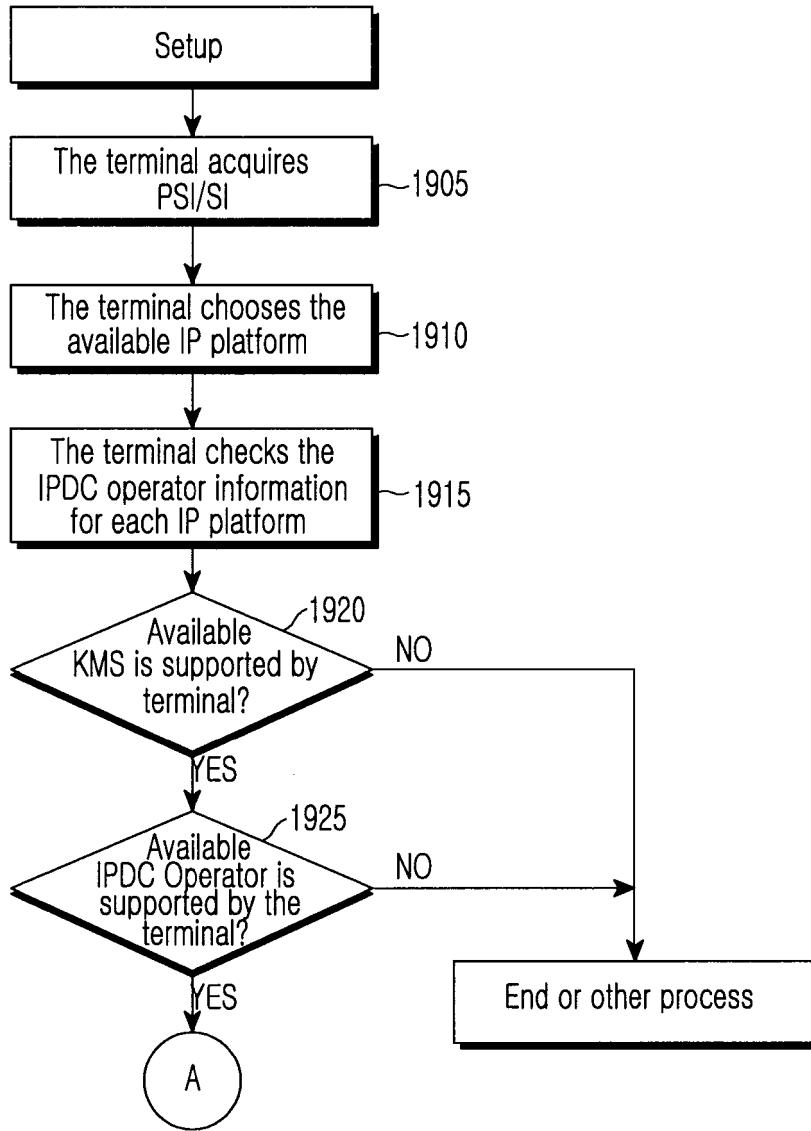 Setup
The terminal acquires
PSI/SI
1905
The terminal chooses the
available IP platform
1910
The terminal checks the
IPDC operator information
for each IP platform
1915
1920
Available
KMS is supported by
terminal?
NO
YES
1925
Available
IPDC Operator is
supported by the
terminal?
NO
YES
End or other process
A